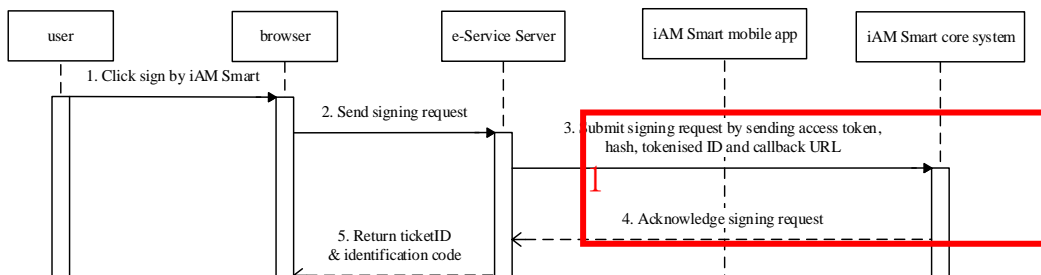 user
browser
e-Service Server
iAM Smart mobile app
iAM Smart core system
1. Click sign by iAM Smart
2. Send signing request
3. Submit signing request by sending access token,
hash, tokenised ID and callback URL
1
4. Acknowledge signing request
5. Return ticketID
& identification code